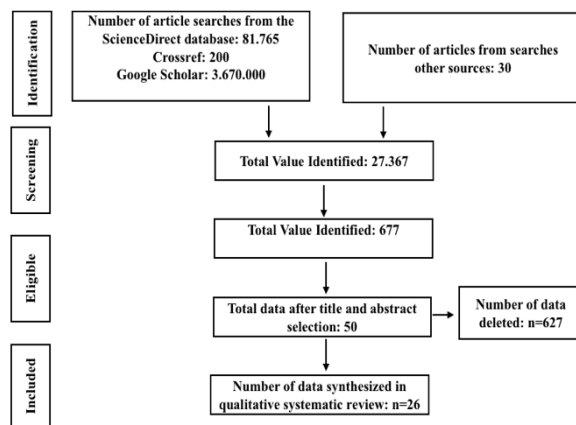 Identification
Number of article searches from the
ScienceDirect database: 81.765
Crossref: 200
Google Scholar: 3.670.000
Number of articles from searches
other sources: 30
Screening
Total Value Identified: 27.367
Total Value Identified: 677
Eligible
Total data after title and abstract
selection: 50
Number of data
deleted: n=627
Included
Number of data synthesized in
qualitative systematic review: n=26